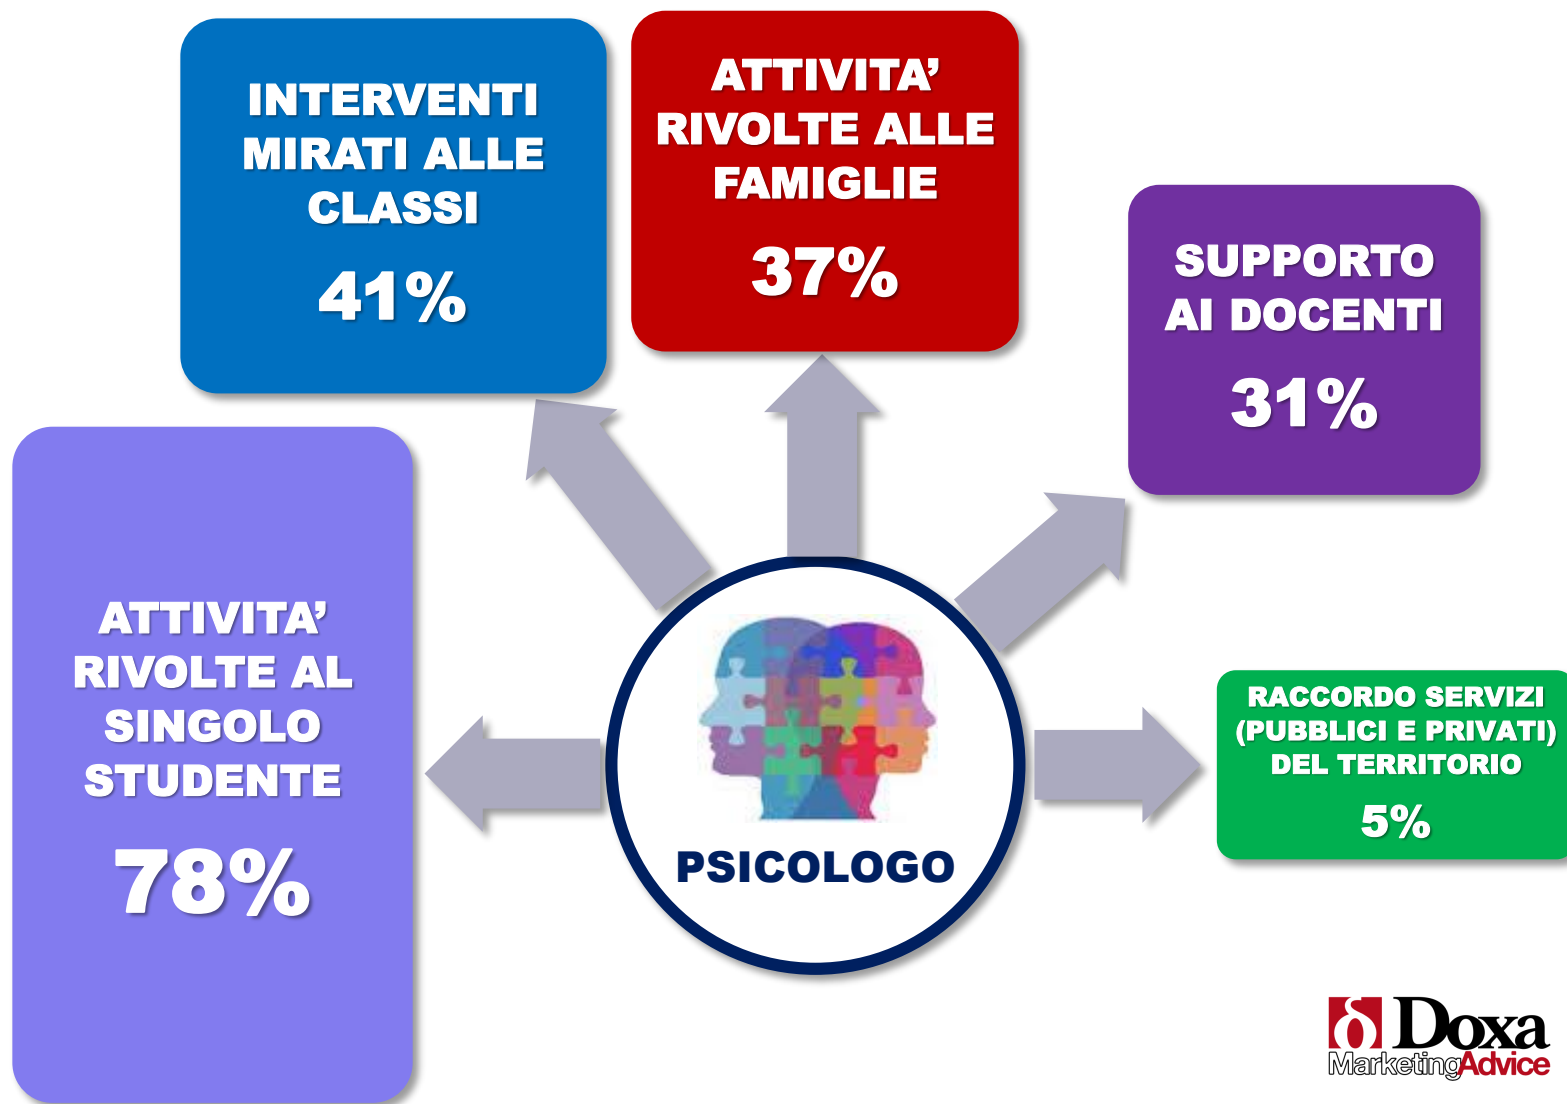 INTERVENTI
MIRATI ALLE
CLASSI
41%
ATTIVITA’
RIVOLTE ALLE
FAMIGLIE
37%
SUPPORTO
AI DOCENTI
31%
ATTIVITA’
RIVOLTE AL
SINGOLO
STUDENTE
78%
PSICOLOGO
RACCORDO SERVIZI
(PUBBLICI E PRIVATI)
DEL TERRITORIO
5%
δ Doxa
MarketingAdvice